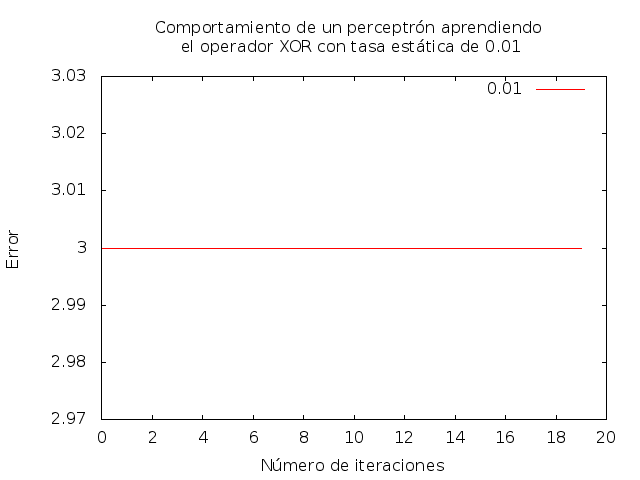 Comportamiento de un perceptrón aprendiendo
el operador XOR con tasa estática de 0.01
0.01
3.03
3.02
3.01
3
2.99
2.98
2.97
Error
0 2 4 6 8 10 12 14 16 18 20
Número de iteraciones